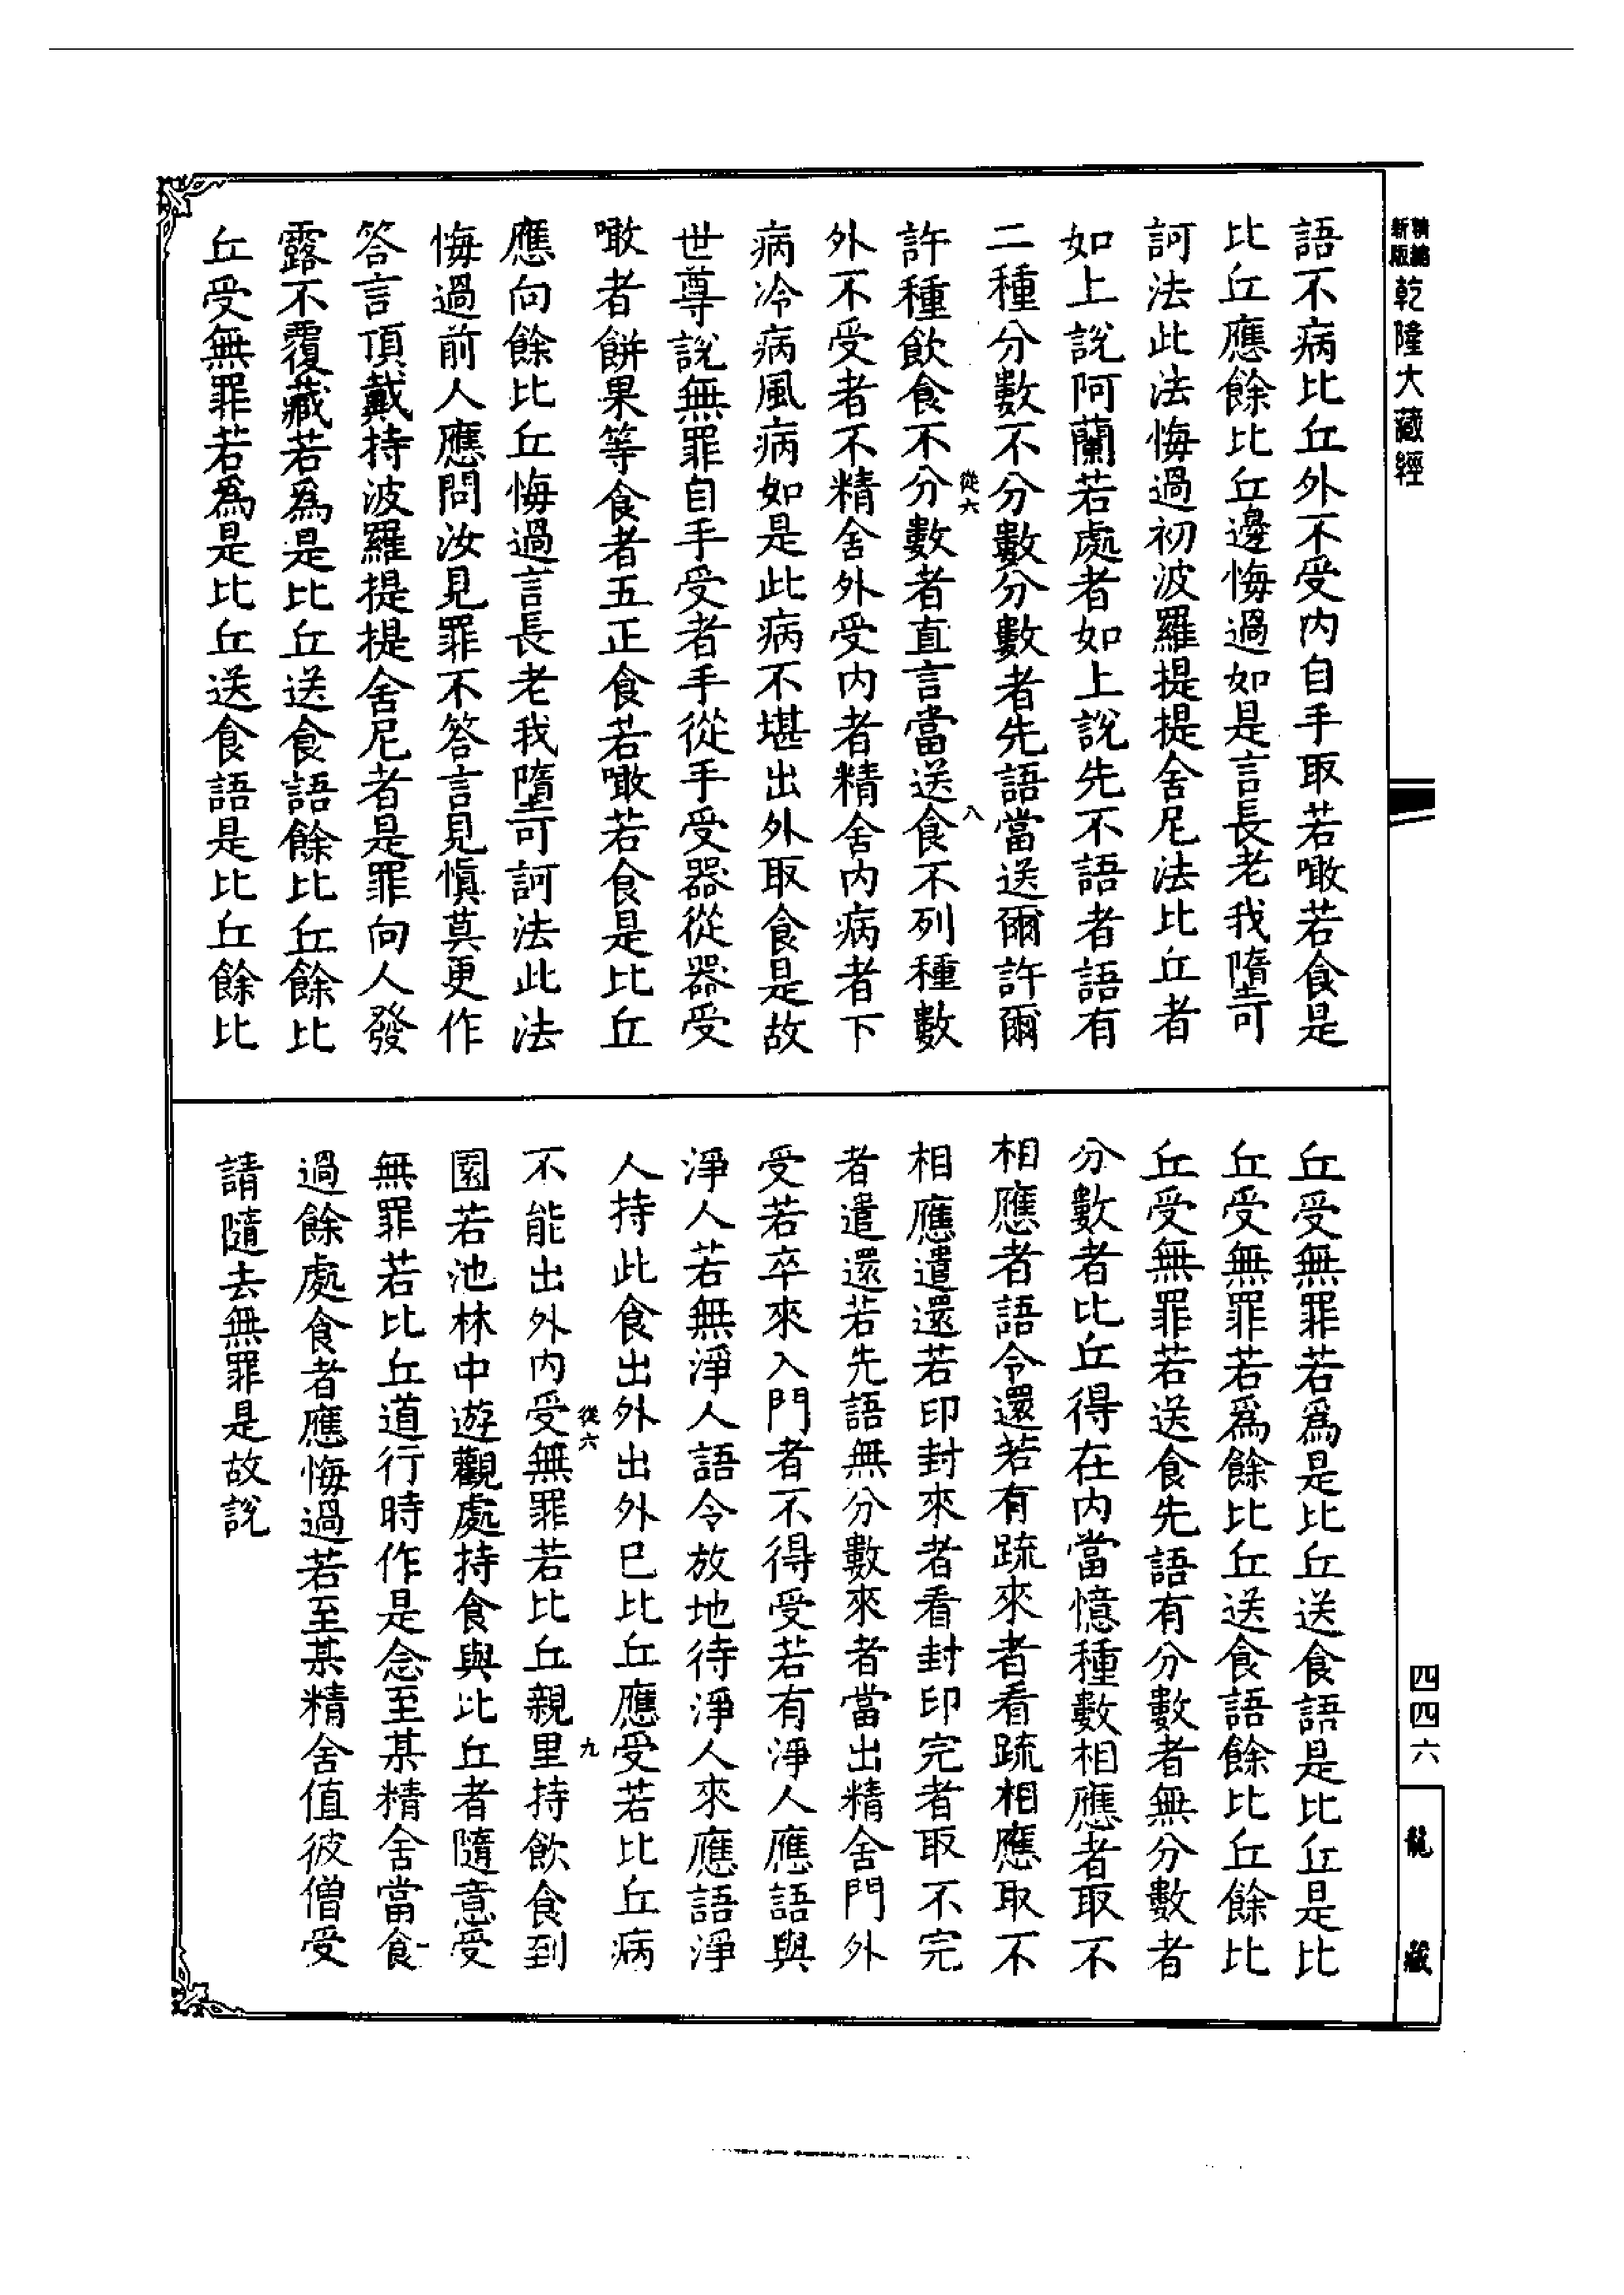 新編
精版
乾隆大藏經
語不病比丘外不受內自手取若噉若食是
比丘應餘比丘邊悔過如是言長老我墮可
訶法此法悔過初波羅提提舍尼法比丘者
如上說阿蘭若處者如上說先不語者語有
二種分數不分數分數者先語當送爾許爾
許種飲食不分數者直言當送食不列種數
從六
八
外不受者不精舍外受內者精舍內病者下
病冷病風病如是此病不堪出外取食是故
世尊說無罪自手受者手從手受器從器受
噉者餅果等食者五正食若噉若食是比丘
應向餘比丘悔過言長老我墮可訶法此法
悔過前人應問汝見罪不答言見慎莫更作
答言頂戴持波羅提提舍尼者是罪向人發
露不覆藏若爲是比丘送食語餘比丘餘比
丘受無罪若爲是比丘送食語是比丘餘比
丘受無罪若爲是比丘送食語是比丘是比
丘受無罪若爲餘比丘送食語餘比丘餘比
丘受無罪若送食先語有分數者無分數者
分數者比丘得在內當憶種數相應者取不
相應者語令還若有疏來者看疏相應取不
相應遣還若印封來者看封印完者取不完
者遣還若先語無分數來者當出精舍門外
受若卒來入門者不得受若有淨人應語與
淨人若無淨人語令放地待淨人來應語淨
人持此食出外出外已比丘應受若比丘病
不能出外內受無罪若比丘親里持飲食到
從六
九
園若池林中遊觀處持食與比丘者隨意受
無罪若比丘道行時作是念至某精舍當食
過餘處食者應悔過若至某精舍值彼僧受
請隨去無罪是故說
四四六
龍藏